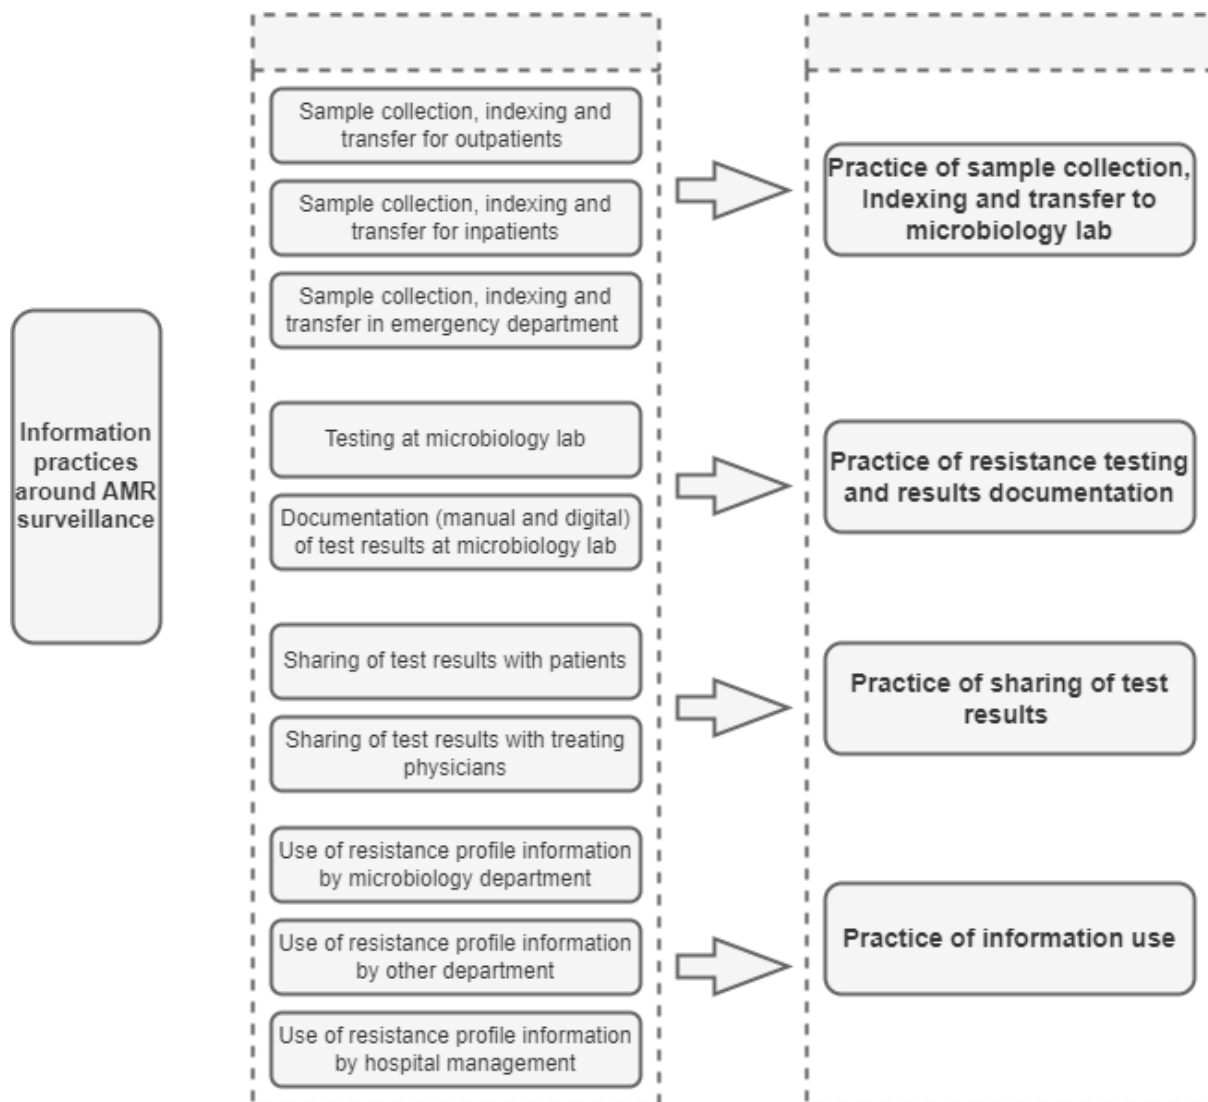 Information
practices
around AMR
surveillance
Sample collection, indexing and
transfer for outpatients
Sample collection, indexing and
transfer for inpatients
Sample collection, indexing and
transfer in emergency department
Testing at microbiology lab
Documentation (manual and digital)
of test results at microbiology lab
Sharing of test results with patients
Sharing of test results with treating
physicians
Use of resistance profile information
by microbiology department
Use of resistance profile information
by other department
Use of resistance profile information
by hospital management
Practice of sample collection,
Indexing and transfer to
microbiology lab
Practice of resistance testing
and results documentation
Practice of sharing of test
results
Practice of information use